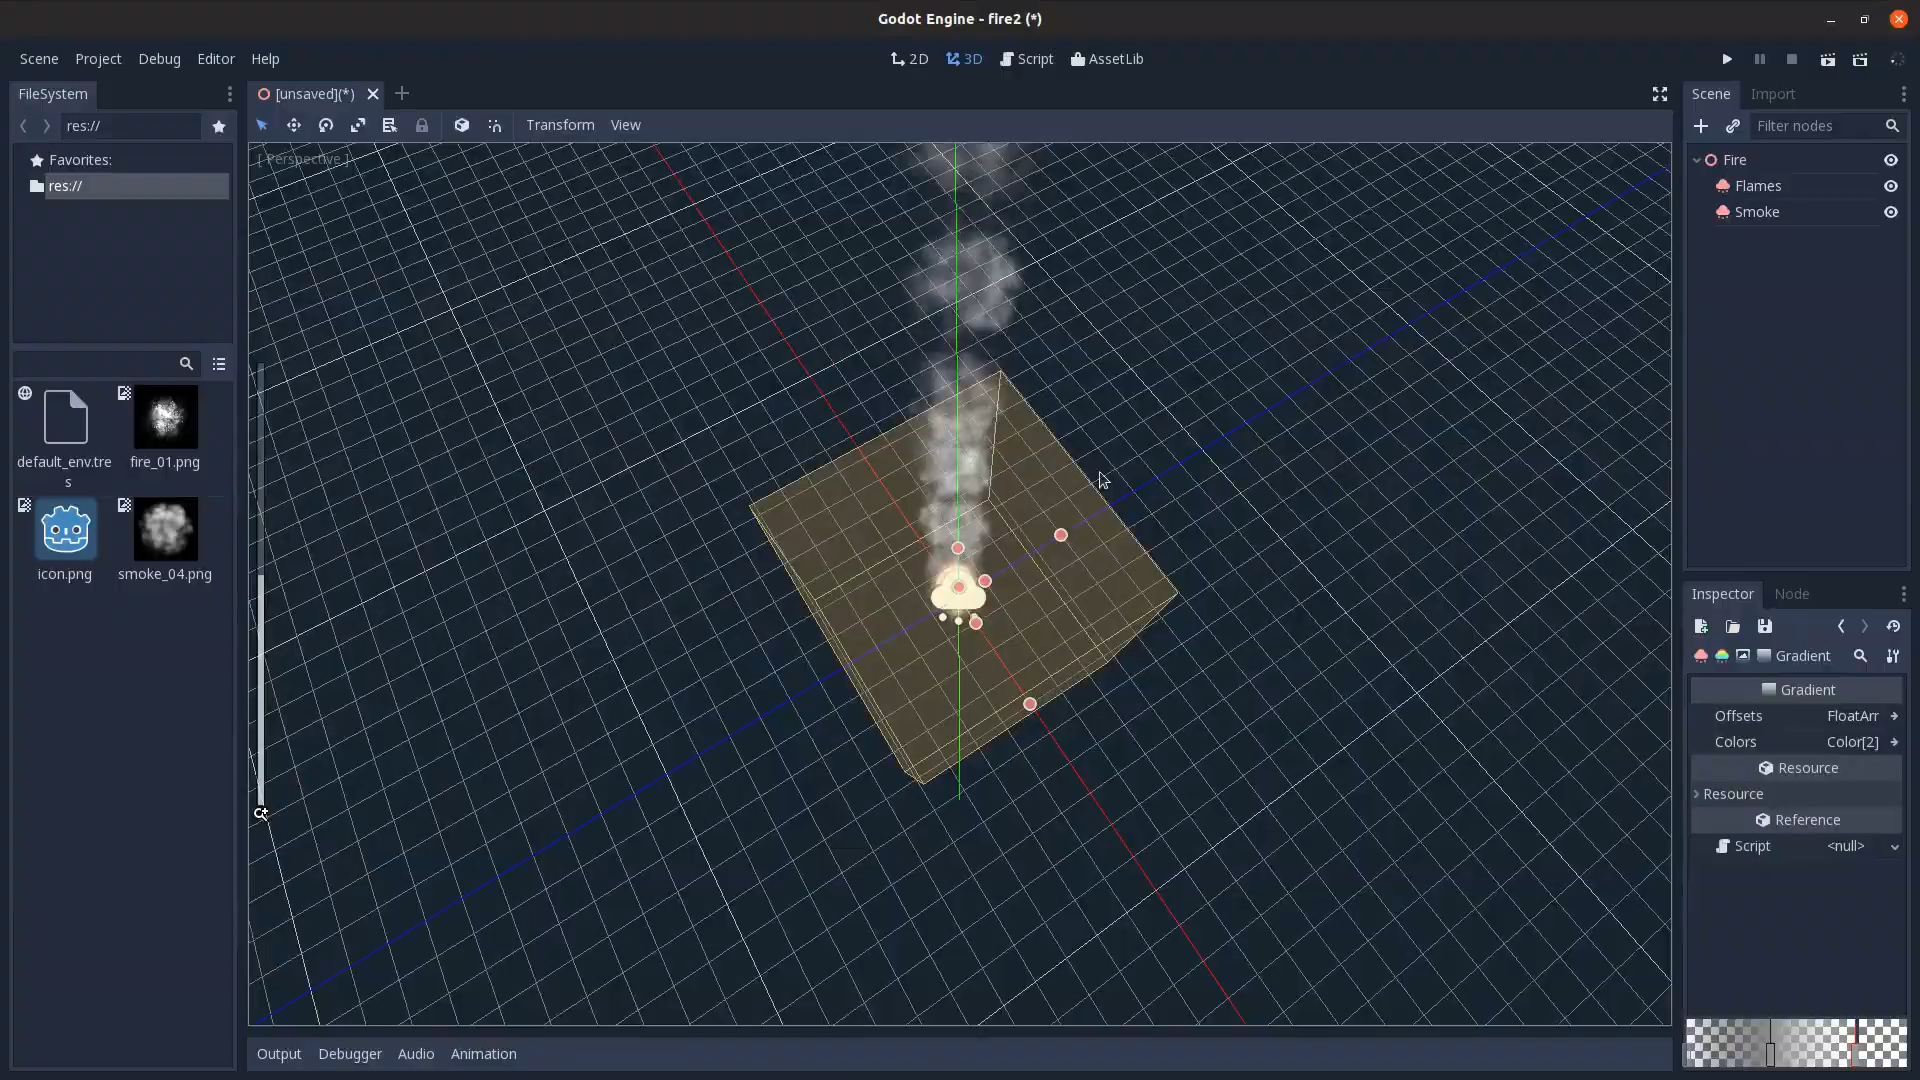 Godot Engine - fire2 (*)
Scene Project Debug Editor Help
2D 3D Script AssetLib
FileSystem
[unsaved](*)
Scene Import
res://
Transform View
Filter nodes
Favorites:
res://
[ Perspective ]
Fire
Flames
Smoke
default_env.tre
s
fire_01.png
icon.png
smoke_04.png
Inspector Node
Gradient
Gradient
Offsets FloatArr
Colors Color[2]
Resource
Resource
Reference
Script <null>
Output Debugger Audio Animation